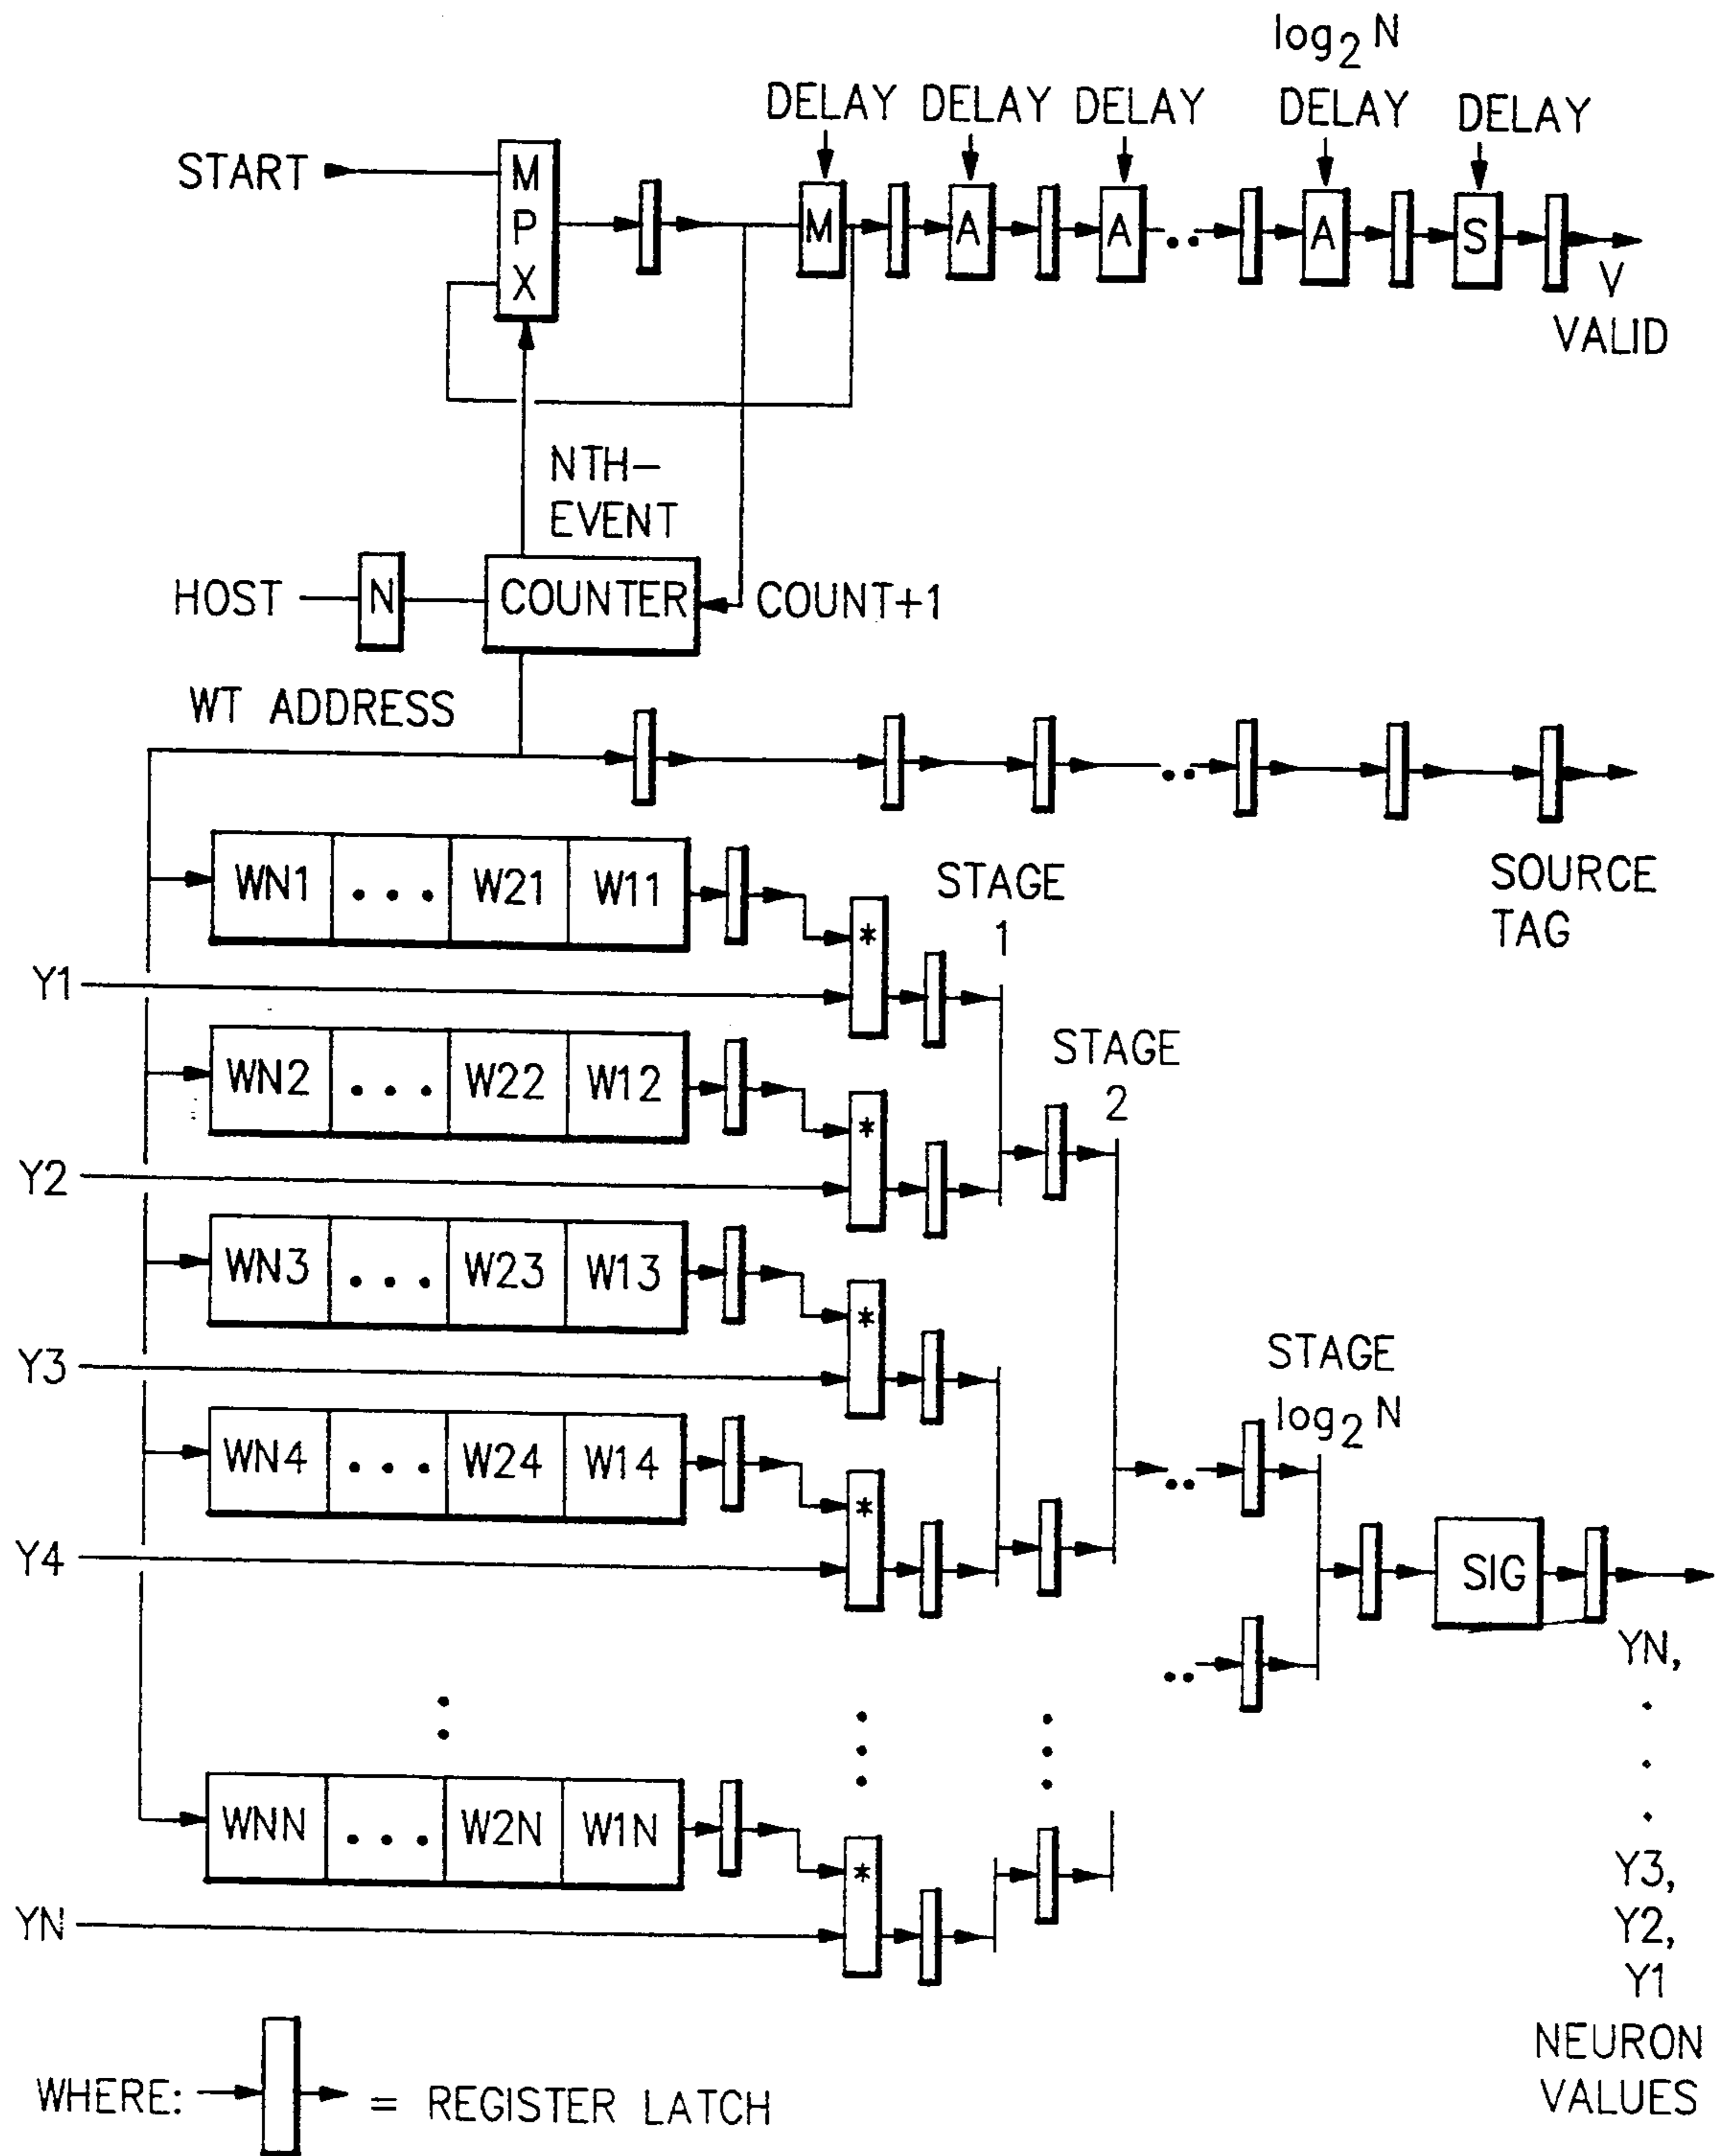 log2 N
DELAY DELAY DELAY DELAY DELAY
START
M
P
X
M A A .. A S
V
VALID
NTH-
EVENT
HOST N COUNTER COUNT+1
WT ADDRESS
..
SOURCE
TAG
WN1 ... W21 W11
STAGE
1
*
Y1
WN2 ... W22 W12
STAGE
2
*
Y2
WN3 ... W23 W13
*
Y3
STAGE
log2 N
WN4 ... W24 W14
*
Y4
..
SIG
..
YN,
.
.
.
Y3,
Y2,
Y1
NEURON
VALUES
WNN ... W2N W1N
*
YN
WHERE: = REGISTER LATCH